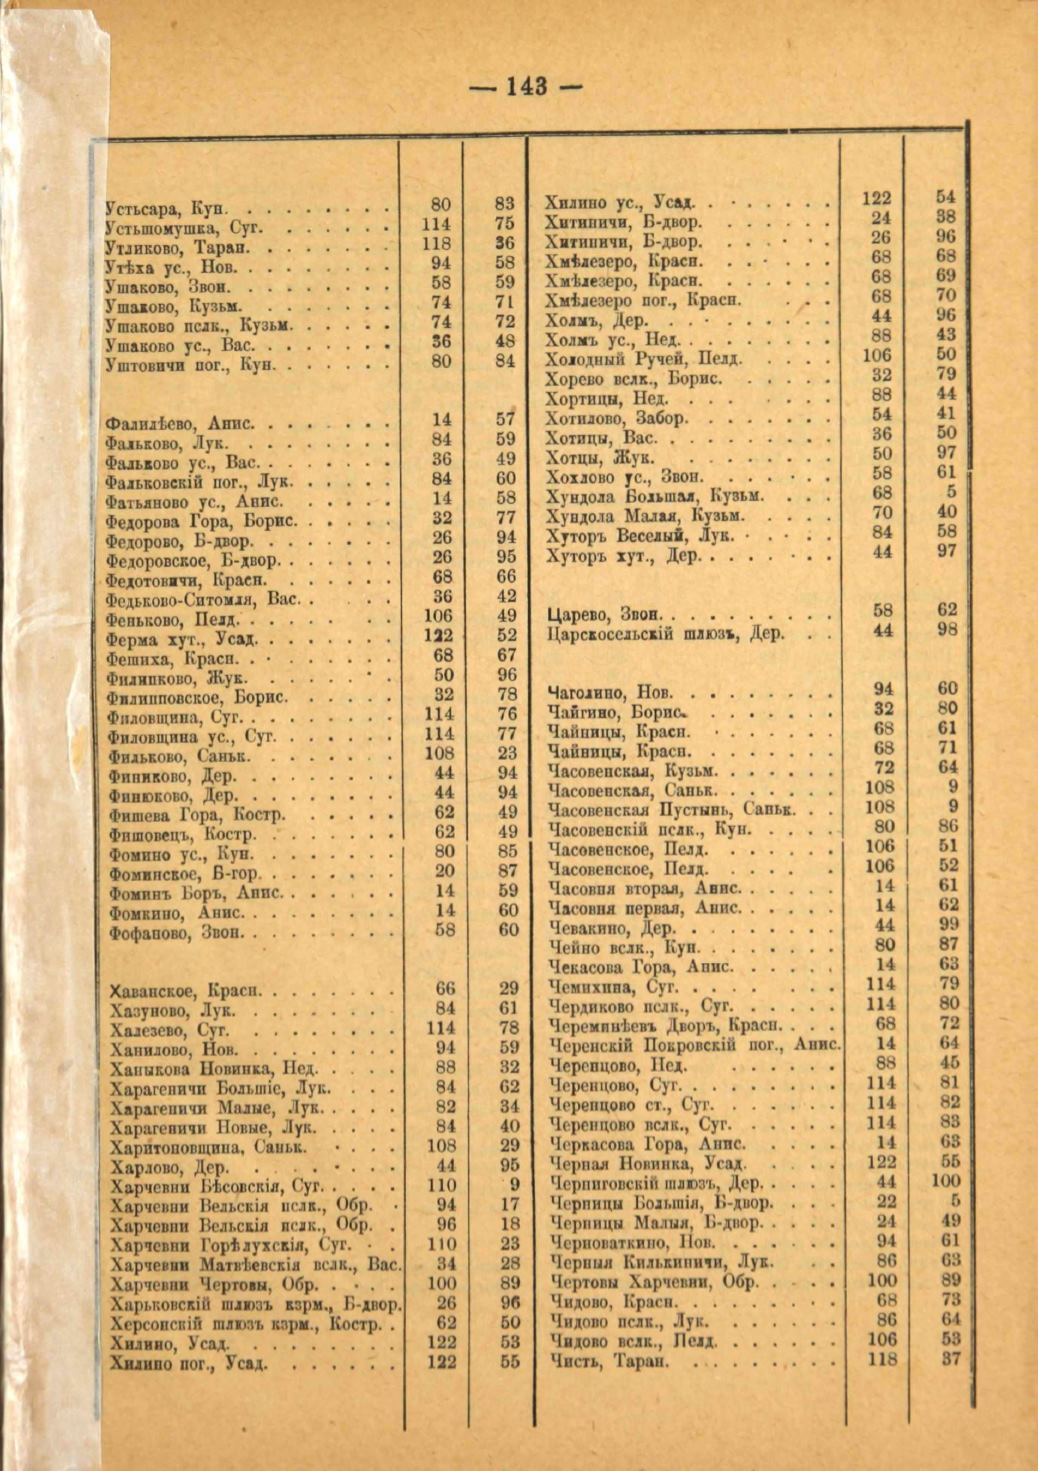 — 143 —
Устьсара, Кун. 80 83
Устьшомушка, Суг. 114 75
Утликово, Таран. 118 36
Утѣха ус., Нов. 94 58
Ушаково, Звон. 58 59
Ушаково, Кузьм. 74 71
Ушаково пслк., Кузьм. 74 72
Ушаково ус., Вас. 36 48
Уштовичи пог., Кун. 80 84
Фалилѣево, Анис. 14 57
Фальково, Лук. 84 59
Фальково ус., Вас. 36 49
Фальковскій пог., Лук. 84 60
Фатьяново ус., Анис. 14 58
Федорова Гора, Борис. 32 77
Федорово, Б-двор. 26 94
Федоровское, Б-двор. 26 95
Федотовичи, Красн. 68 66
Федьково-Ситомля, Вас. 36 42
Феньково, Пелд. 106 49
Ферма хут., Усад. 122 52
Фешиха, Красн. 68 67
Филипково, Жук. 50 96
Филипповское, Борис. 32 78
Филовщина, Суг. 114 76
Филовщина ус., Суг. 114 77
Фильково, Саньк. 108 23
Финиково, Дер. 44 94
Финюково, Дер. 44 94
Фишева Гора, Костр. 62 49
Фишовецъ, Костр. 62 49
Фомино ус., Кун. 80 85
Фоминское, Б-гор. 20 87
Фоминъ Боръ, Анис. 14 59
Фомкино, Анис. 14 60
Фофаново, Звон. 58 60
Хаванское, Красн. 66 29
Хазуново, Лук. 84 61
Халезево, Суг. 114 78
Ханилово, Нов. 94 59
Ханыкова Новинка, Нед. 88 32
Харагеничи Большіе, Лук. 84 62
Харагеничи Малые, Лук. 82 34
Харагеничи Новые, Лук. 84 40
Харитоновщина, Саньк. 108 29
Харлово, Дер. 44 95
Харчевни Бѣсовскія, Суг. 110 9
Харчевни Вельскія пслк., Обр. 94 17
Харчевни Вельскія пслк., Обр. 96 18
Харчевни Горѣлухскія, Суг. 110 23
Харчевни Матвѣевскія вслк., Вас. 34 28
Харчевни Чертовы, Обр. 100 89
Харьковскій шлюзъ кзрм., Б-двор. 26 96
Херсонскій шлюзъ кзрм., Костр. 62 50
Хилино, Усад. 122 53
Хилино пог., Усад. 122 55
Хилино ус., Усад. 122 54
Хитиничи, Б-двор. 24 38
Хитиничи, Б-двор. 26 96
Хмѣлезеро, Красн. 68 68
Хмѣлезеро, Красн. 68 69
Хмѣлезеро пог., Красн. 68 70
Холмъ, Дер. 44 96
Холмъ ус., Нед. 88 43
Холодный Ручей, Пелд. 106 50
Хорево вслк., Борис. 32 79
Хортицы, Нед. 88 44
Хотилово, Забор. 54 41
Хотицы, Вас. 36 50
Хотцы, Жук. 50 97
Хохлово ус., Звон. 58 61
Хундола Большая, Кузьм. 68 5
Хундола Малая, Кузьм. 70 40
Хуторъ Веселый, Лук. 84 58
Хуторъ хут., Дер. 44 97
Царево, Звон. 58 62
Царскосельскій шлюзъ, Дер. 44 98
Чаголино, Нов. 94 60
Чайгино, Борис. 32 80
Чайницы, Красн. 68 61
Чайницы, Красн. 68 71
Часовенская, Кузьм. 72 64
Часовенская, Саньк. 108 9
Часовенская Пустынь, Саньк. 108 9
Часовенскій пслк., Кун. 80 86
Часовенское, Пелд. 106 51
Часовенское, Пелд. 106 52
Часовня вторая, Анис. 14 61
Часовня первая, Анис. 14 62
Чевакино, Дер. 44 99
Чейно вслк., Кун. 80 87
Чекасова Гора, Анис. 14 63
Чемихина, Суг. 114 79
Чердиково пслк., Суг. 114 80
Череминѣевъ Дворъ, Красн. 68 72
Черенскій Покровскій пог., Анис. 14 64
Черенцово, Нед. 88 45
Черенцово, Суг. 114 81
Черенцово ст., Суг. 114 82
Черенцово вслк., Суг. 114 83
Черкасова Гора, Анис. 14 63
Черная Новинка, Усад. 122 55
Черниговскій шлюзъ, Дер. 44 100
Черницы Большія, Б-двор. 22 5
Черницы Малыя, Б-двор. 24 49
Черноваткино, Нов. 94 61
Черныя Килькиничи, Лук. 86 63
Чертовы Харчевни, Обр. 100 89
Чидово, Красн. 68 73
Чидово пслк., Лук. 86 64
Чидово вслк., Пелд. 106 53
Чисть, Таран. 118 37